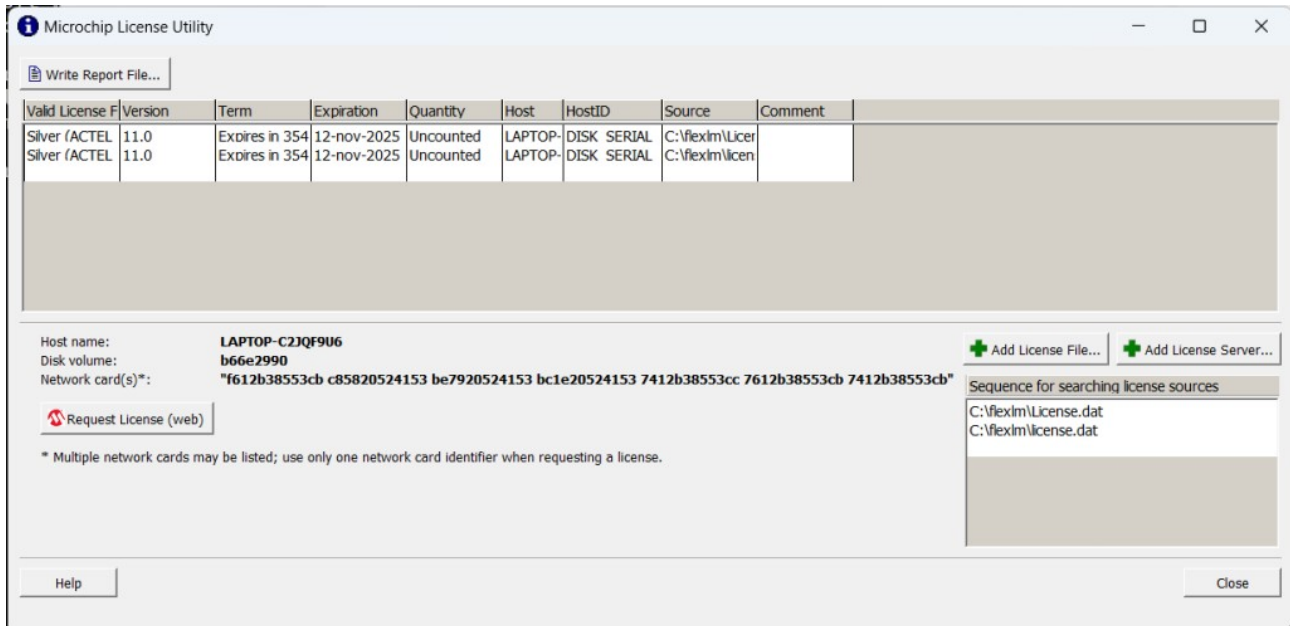 Microchip License Utility
Write Report File...
Valid License F Version Term Expiration Quantity Host HostID Source Comment
Silver (ACTEL 11.0 Expires in 354 12-nov-2025 Uncounted LAPTOP- DISK SERIAL C:\flexlm\Licer
Silver (ACTEL 11.0 Expires in 354 12-nov-2025 Uncounted LAPTOP- DISK SERIAL C:\flexlm\licen
Host name: LAPTOP-C2JQF9U6
Disk volume: b66e2990
Network card(s)*: "f612b38553cb c85820524153 be7920524153 bc1e20524153 7412b38553cc 7612b38553cb 7412b38553cb"
Request License (web)
* Multiple network cards may be listed; use only one network card identifier when requesting a license.
Add License File... Add License Server...
Sequence for searching license sources
C:\flexlm\License.dat
C:\flexlm\license.dat
Help Close